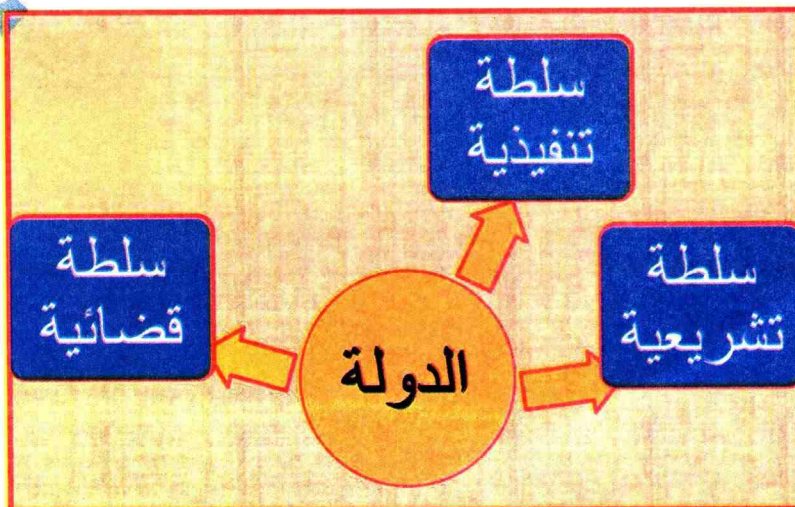 سلطة
تنفيذية
سلطة
تشريعية
سلطة
قضائية
الدولة